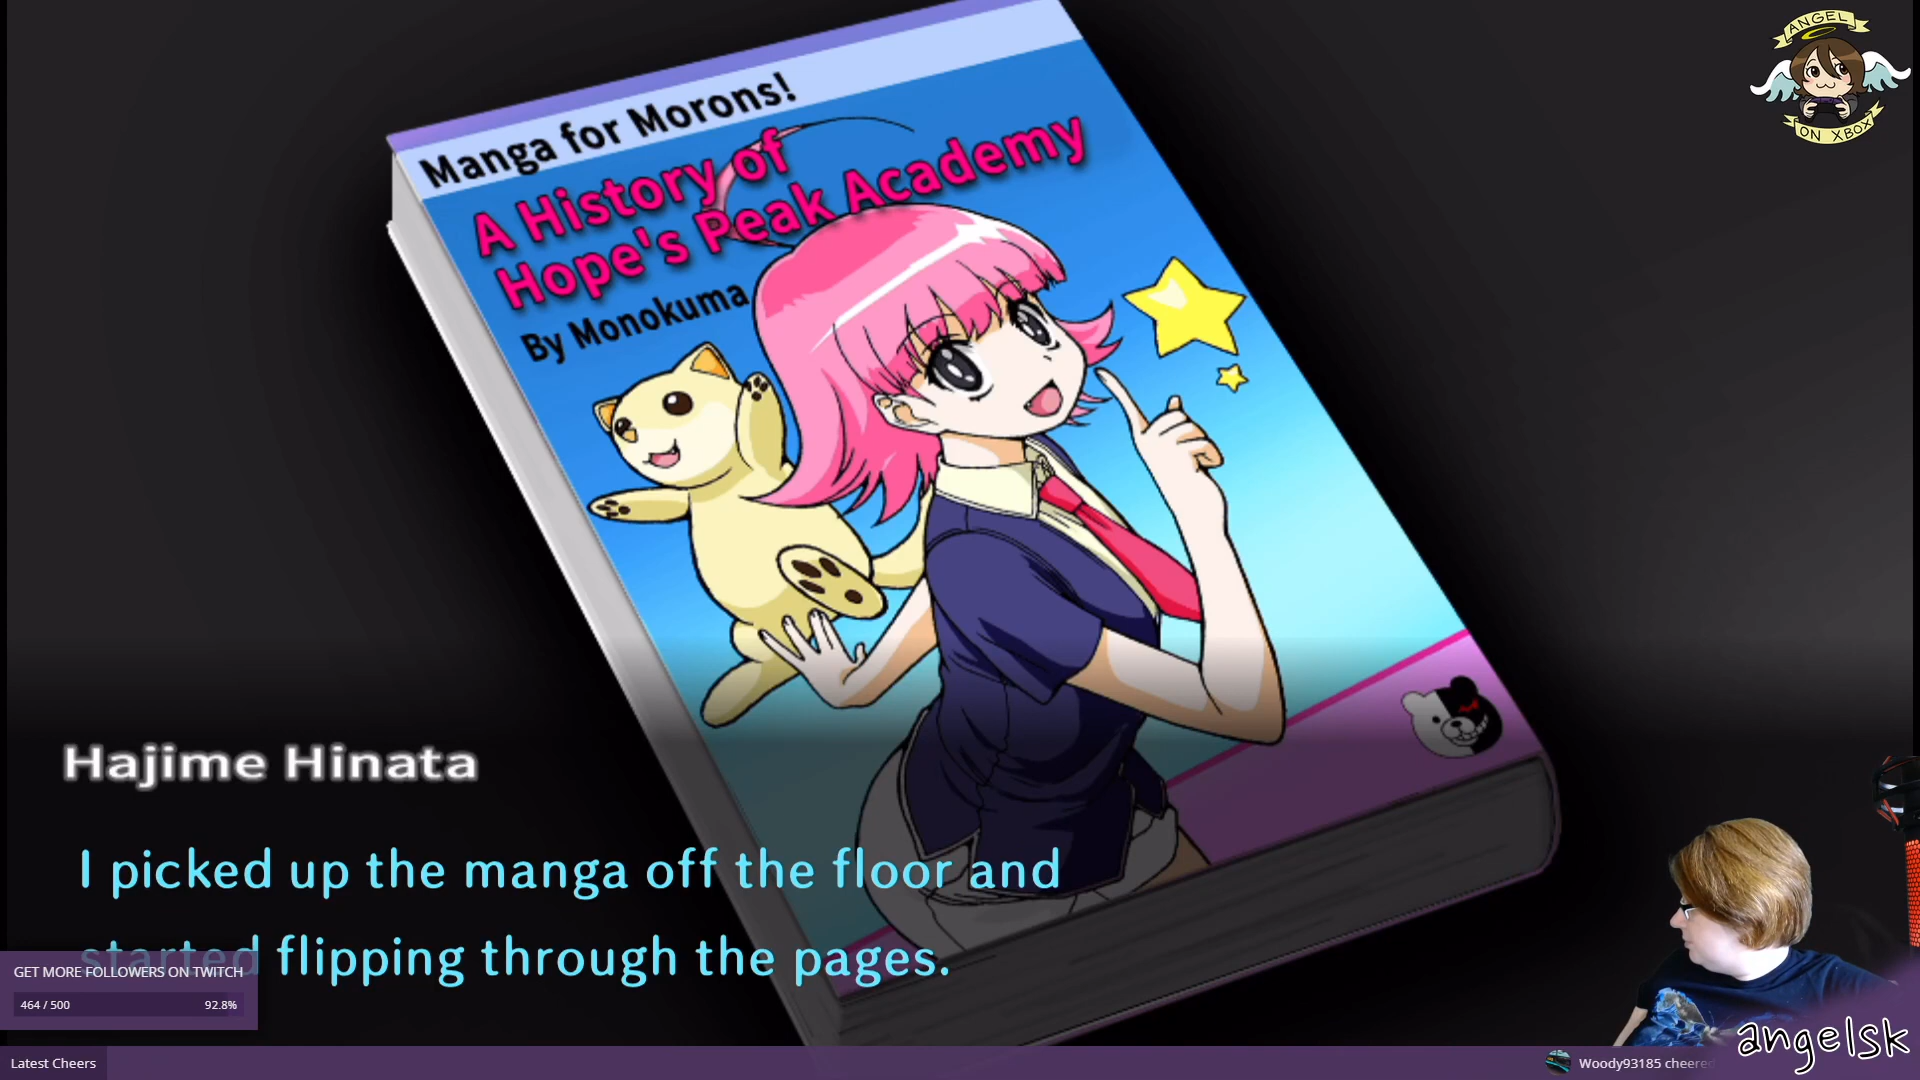 ANGEL
ON XBOX
Manga for Morons!
A History of
Hope's Peak Academy
By Monokuma
Hajime Hinata
I picked up the manga off the floor and
started flipping through the pages.
GET MORE FOLLOWERS ON TWITCH
464 / 500
92.8%
Latest Cheers
Woody93185 cheered
angelsk